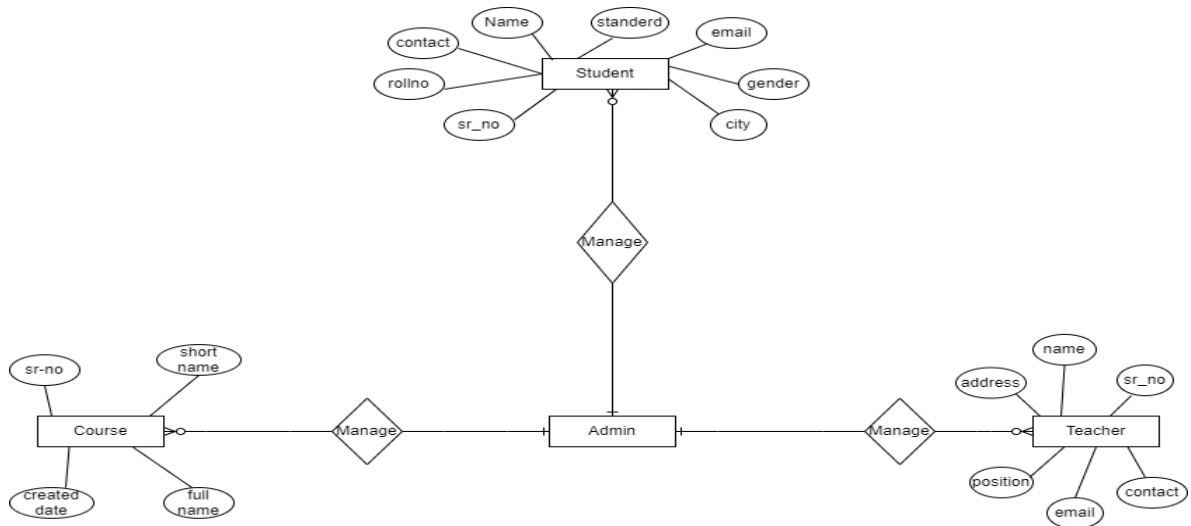 Name
standerd
email
contact
Student
rollno
gender
sr_no
city
Manage
short
name
sr-no
name
address
sr_no
Course
Manage
Admin
Manage
Teacher
created
date
full
name
position
email
contact